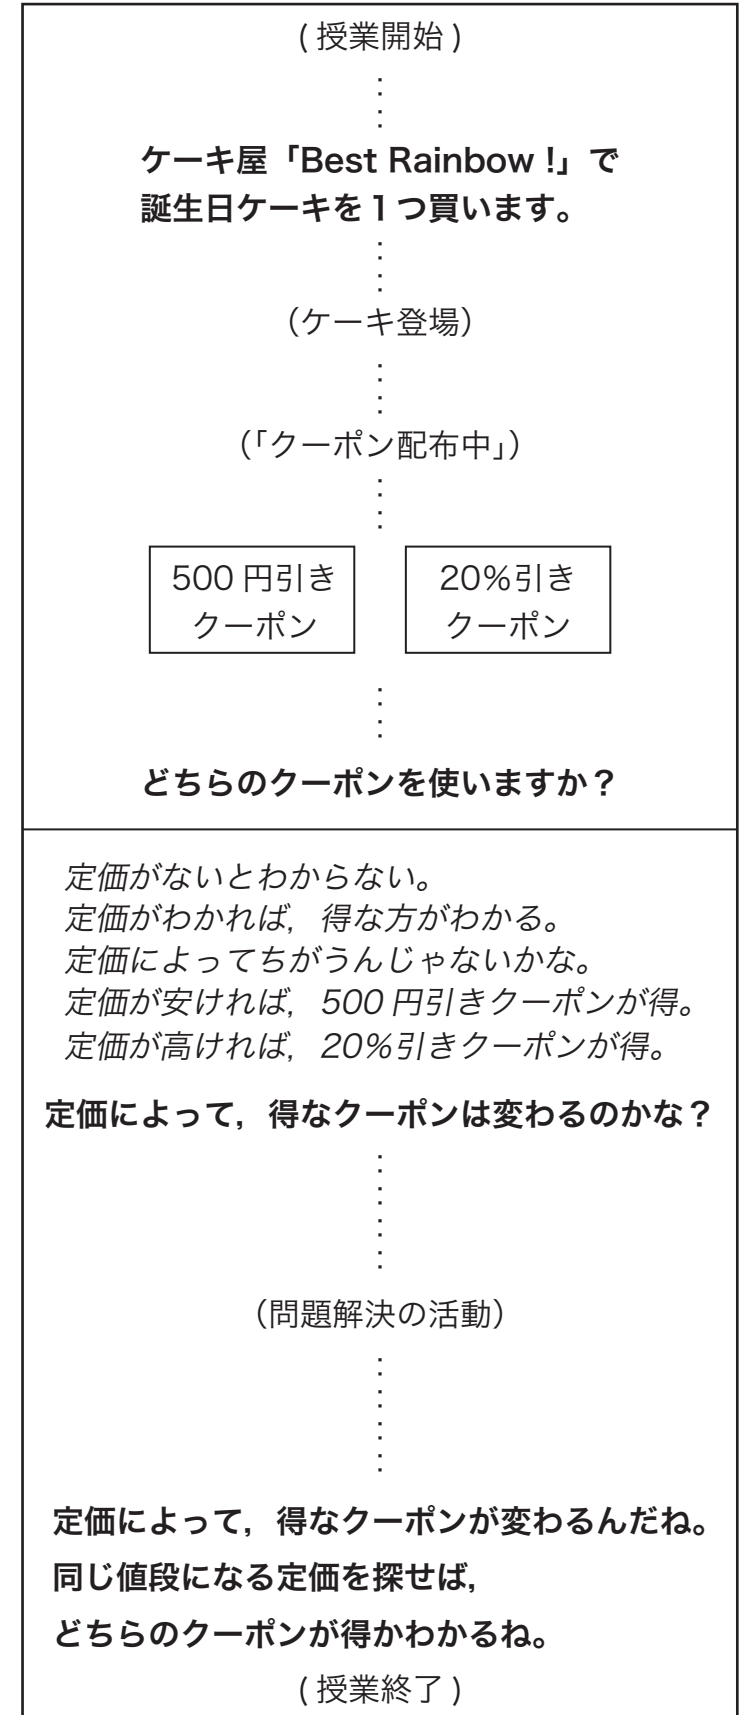 ( 授業開始 )
ケーキ屋「Best Rainbow !」で
誕生日ケーキを１つ買います。
（ケーキ登場）
（「クーポン配布中」）
500 円引き
クーポン
20％引き
クーポン
どちらのクーポンを使いますか？
定価がないとわからない。
定価がわかれば，得な方がわかる。
定価によってちがうんじゃないかな。
定価が安ければ，500 円引きクーポンが得。
定価が高ければ，20％引きクーポンが得。
定価によって，得なクーポンは変わるのかな？
（問題解決の活動）
定価によって，得なクーポンが変わるんだね。
同じ値段になる定価を探せば，
どちらのクーポンが得かわかるね。
( 授業終了 )